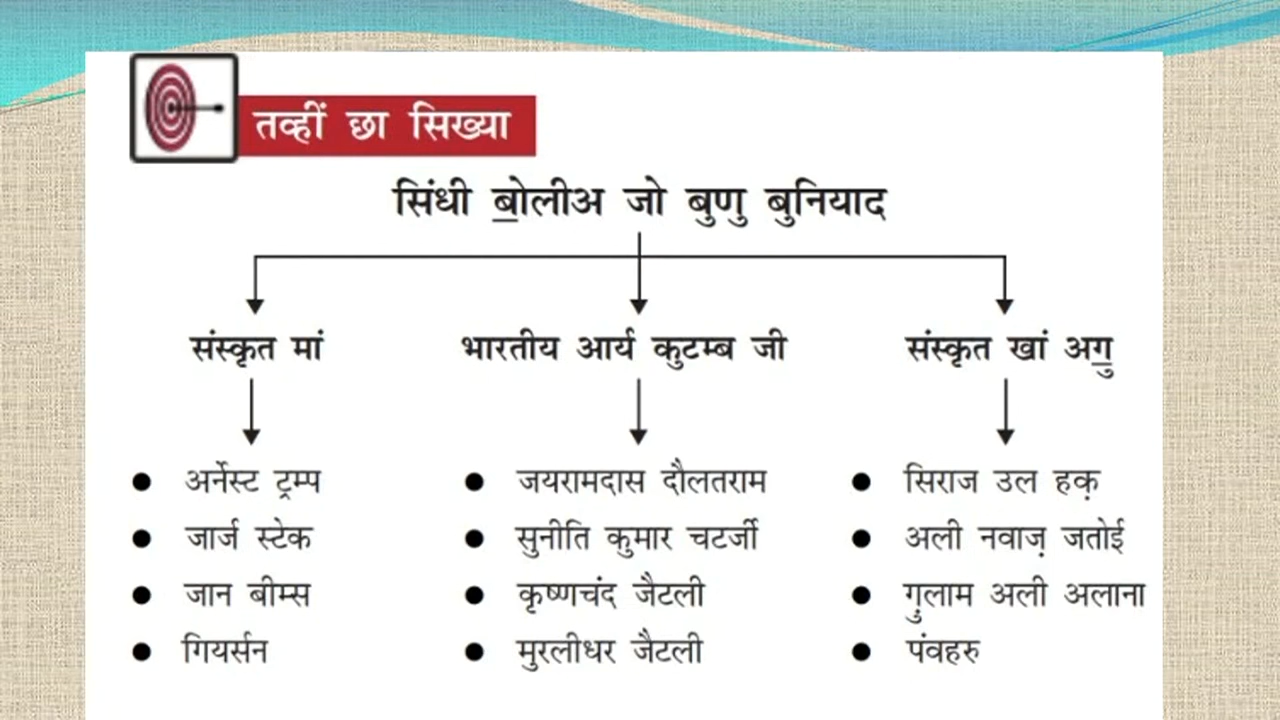 तव्हीं छा सिख्या
सिंधी ॿोलीअ जो बुणु बुनियाद
संस्कृत मां
भारतीय आर्य कुटम्ब जी
संस्कृत खां अॻु
अर्नेस्ट ट्रम्प
जार्ज स्टेक
जान बीम्स
गियर्सन
जयरामदास दौलतराम
सुनीति कुमार चटर्जी
कृष्णचंद जैटली
मुरलीधर जैटली
सिराज उल हक़
अली नवाज़ जतोई
गु़लाम अली अलाना
पंवहरु